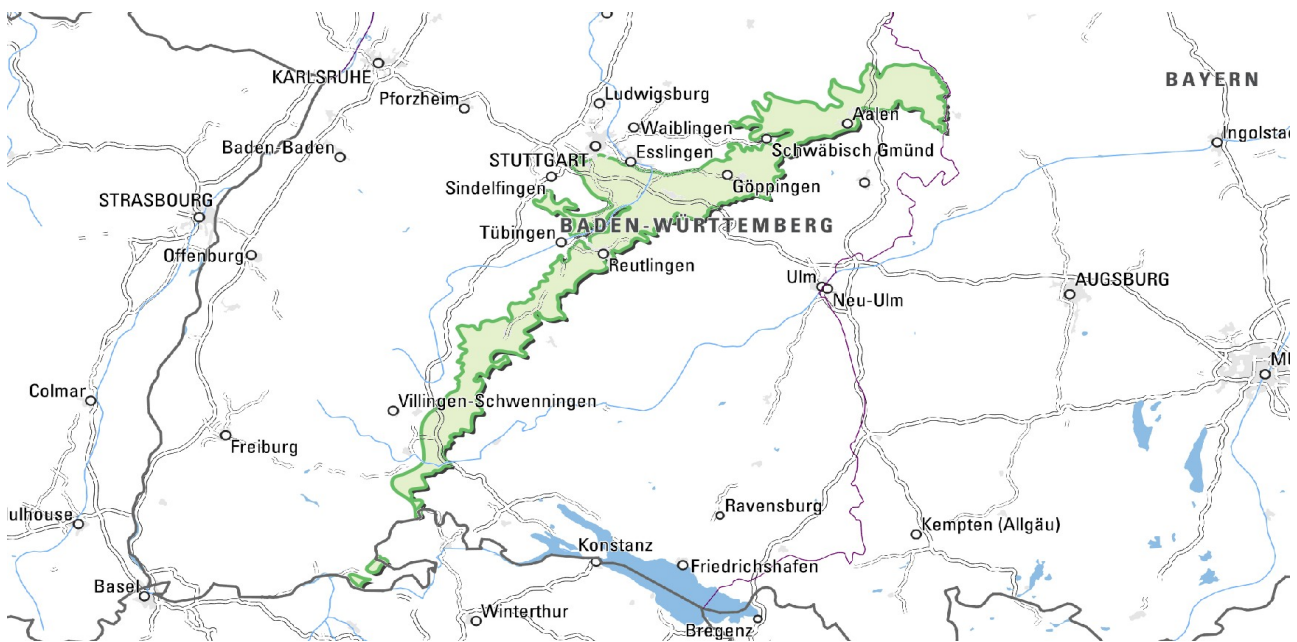 KARLSRUHE
BAYERN
Pforzheim
Ludwigsburg
Aalen
Waiblingen
Ingolsta
Baden-Baden
STUTTGART
Esslingen
Schwäbisch Gmünd
Sindelfingen
Göppingen
STRASBOURG
BADEN-WÜRTTEMBERG
Tübingen
Offenburg
Reutlingen
Ulm
AUGSBURG
Neu-Ulm
Colmar
Villingen-Schwenningen
Freiburg
Ravensburg
ulhouse
Kempten (Allgäu)
Konstanz
Friedrichshafen
Basel
Winterthur
Bregenz